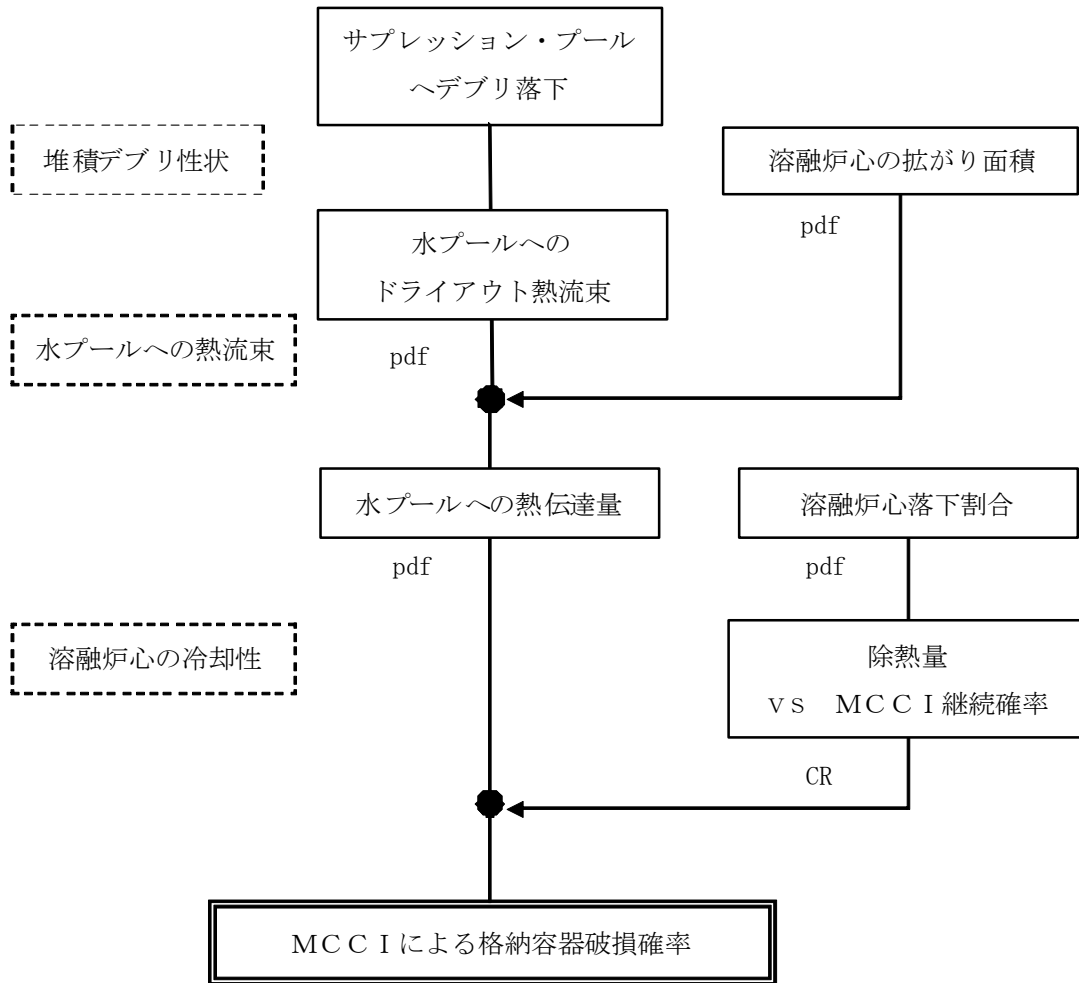 サプレッション・プール
へデブリ落下
堆積デブリ性状
溶融炉心の拡がり面積
pdf
水プールへの
ドライアウト熱流束
水プールへの熱流束
pdf
水プールへの熱伝達量
溶融炉心落下割合
pdf
pdf
溶融炉心の冷却性
除熱量
VS ＭＣＣＩ継続確率
CR
ＭＣＣＩによる格納容器破損確率